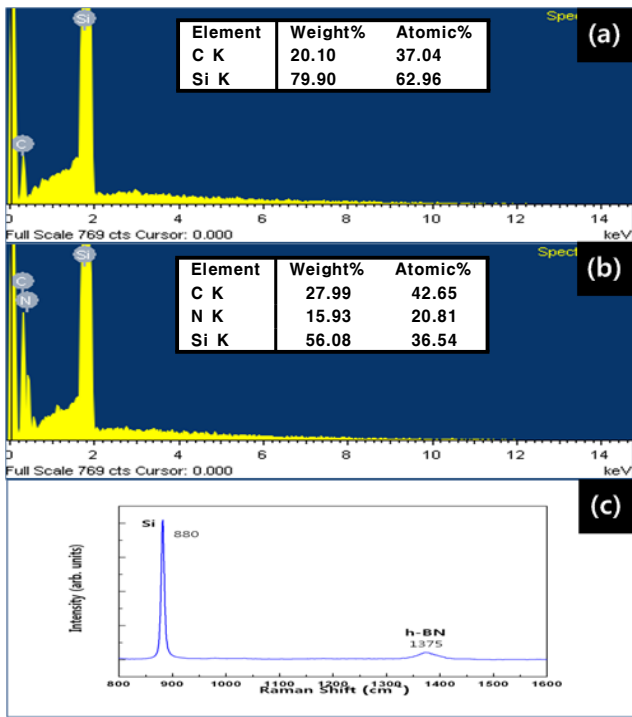 Si
Spec
(a)
Element Weight% Atomic%
C K 20.10 37.04
Si K 79.90 62.96
C
0 2 4 6 8 10 12 14
Full Scale 769 cts Cursor: 0.000 keV
Si
Spect
(b)
Element Weight% Atomic%
C K 27.99 42.65
N K 15.93 20.81
Si K 56.08 36.54
C
N
0 2 4 6 8 10 12 14
Full Scale 769 cts Cursor: 0.000 keV
(c)
Si
880
Intensity (arb. units)
h-BN
1375
800 900 1000 1100 1200 1300 1400 1500 1600
Raman Shift (cm⁻¹)